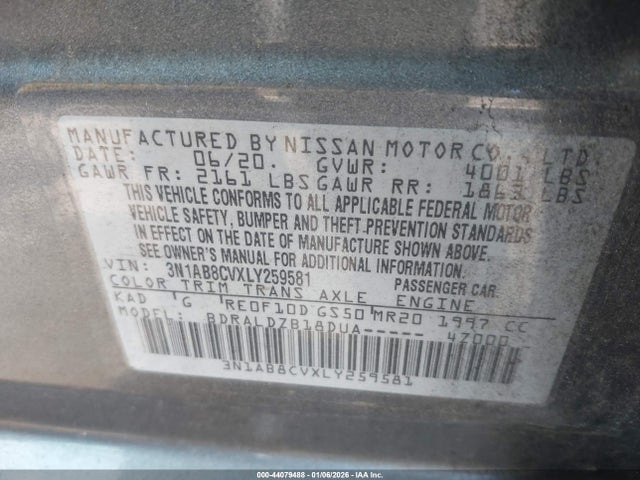 MANUFACTURED BY NISSAN MOTOR CO., LTD.
DATE: 06/20. GVWR: 4001 LBS
GAWR FR: 2161 LBS GAWR RR: 1863 LBS
THIS VEHICLE CONFORMS TO ALL APPLICABLE FEDERAL MOTOR
VEHICLE SAFETY, BUMPER AND THEFT PREVENTION STANDARDS
IN EFFECT ON THE DATE OF MANUFACTURE SHOWN ABOVE.
SEE OWNER'S MANUAL FOR ADDITIONAL INFORMATION.
VIN: 3N1AB8CVXLY259581 PASSENGER CAR
COLOR TRIM TRANS AXLE ENGINE
KAD G RE0F10D GS50 MR20 1997 CC
MODEL: BDRALDZB18DUA----- 4Z000
3N1AB8CVXLY259581
000-44079488 - 01/06/2026 - IAA Inc.